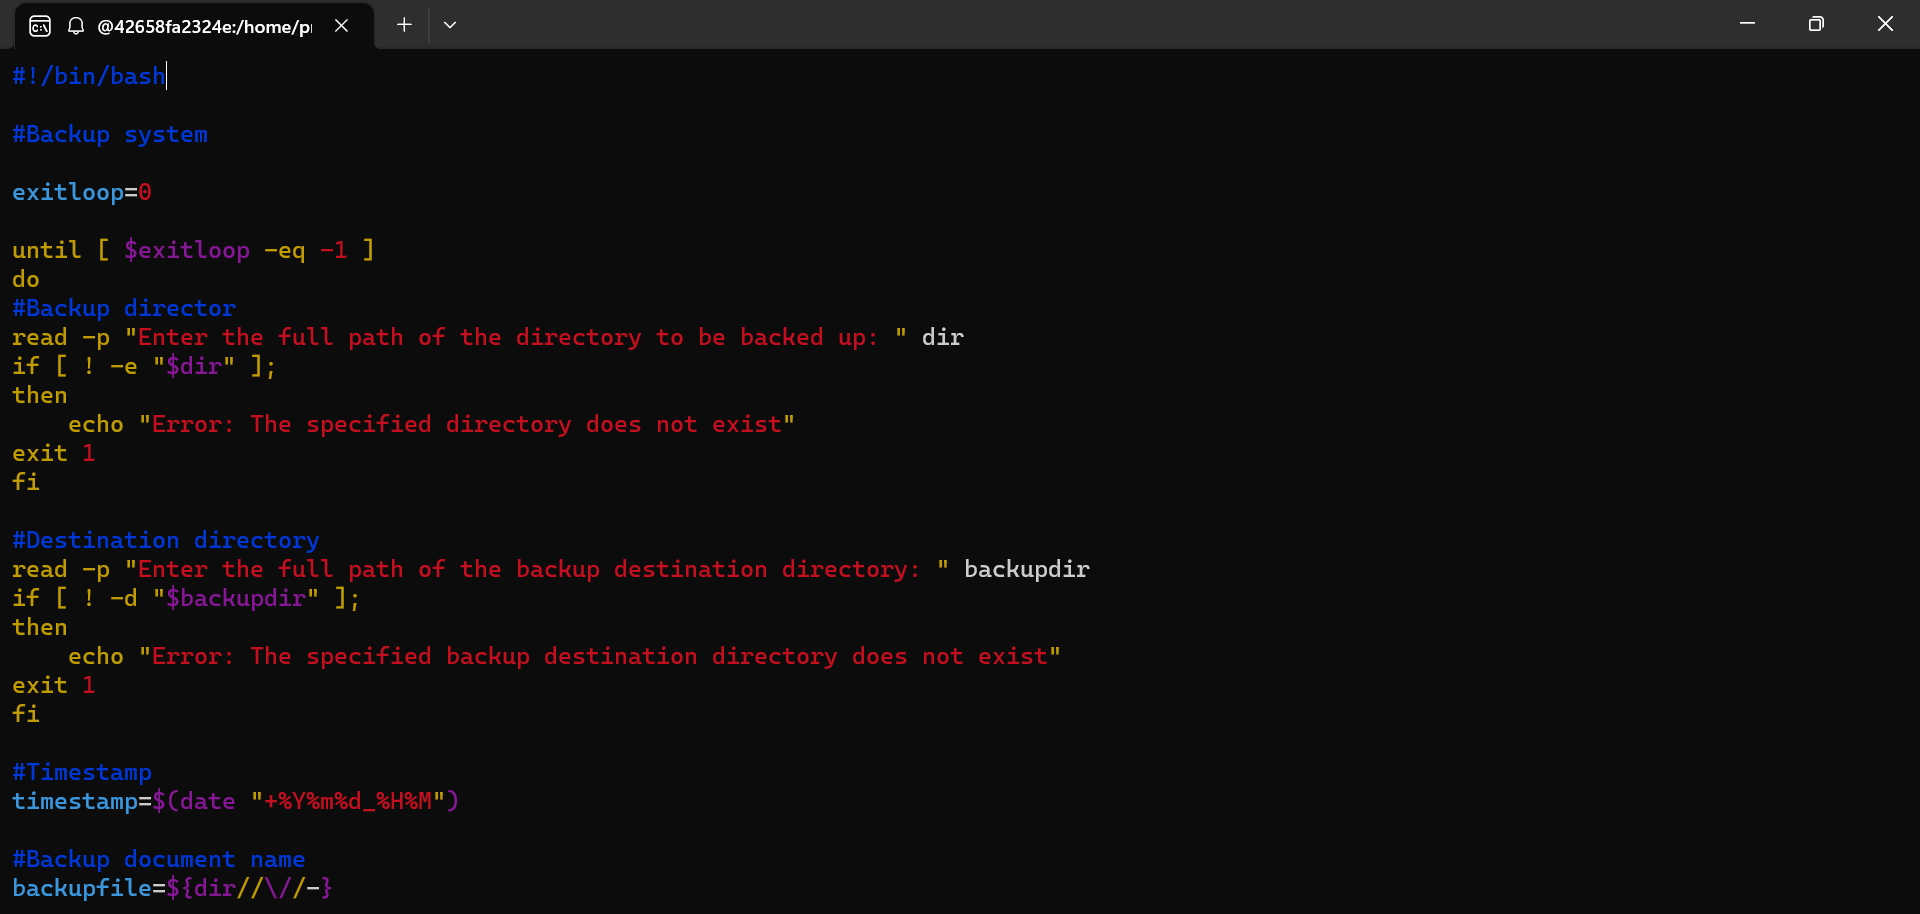 @42658fa2324e:/home/p
#!/bin/bash
#Backup system
exitloop=0
until [ $exitloop -eq -1 ]
do
#Backup director
read -p "Enter the full path of the directory to be backed up: " dir
if [ ! -e "$dir" ];
then
    echo "Error: The specified directory does not exist"
exit 1
fi
#Destination directory
read -p "Enter the full path of the backup destination directory: " backupdir
if [ ! -d "$backupdir" ];
then
    echo "Error: The specified backup destination directory does not exist"
exit 1
fi
#Timestamp
timestamp=$(date "+%Y%m%d_%H%M")
#Backup document name
backupfile=${dir//\//-}